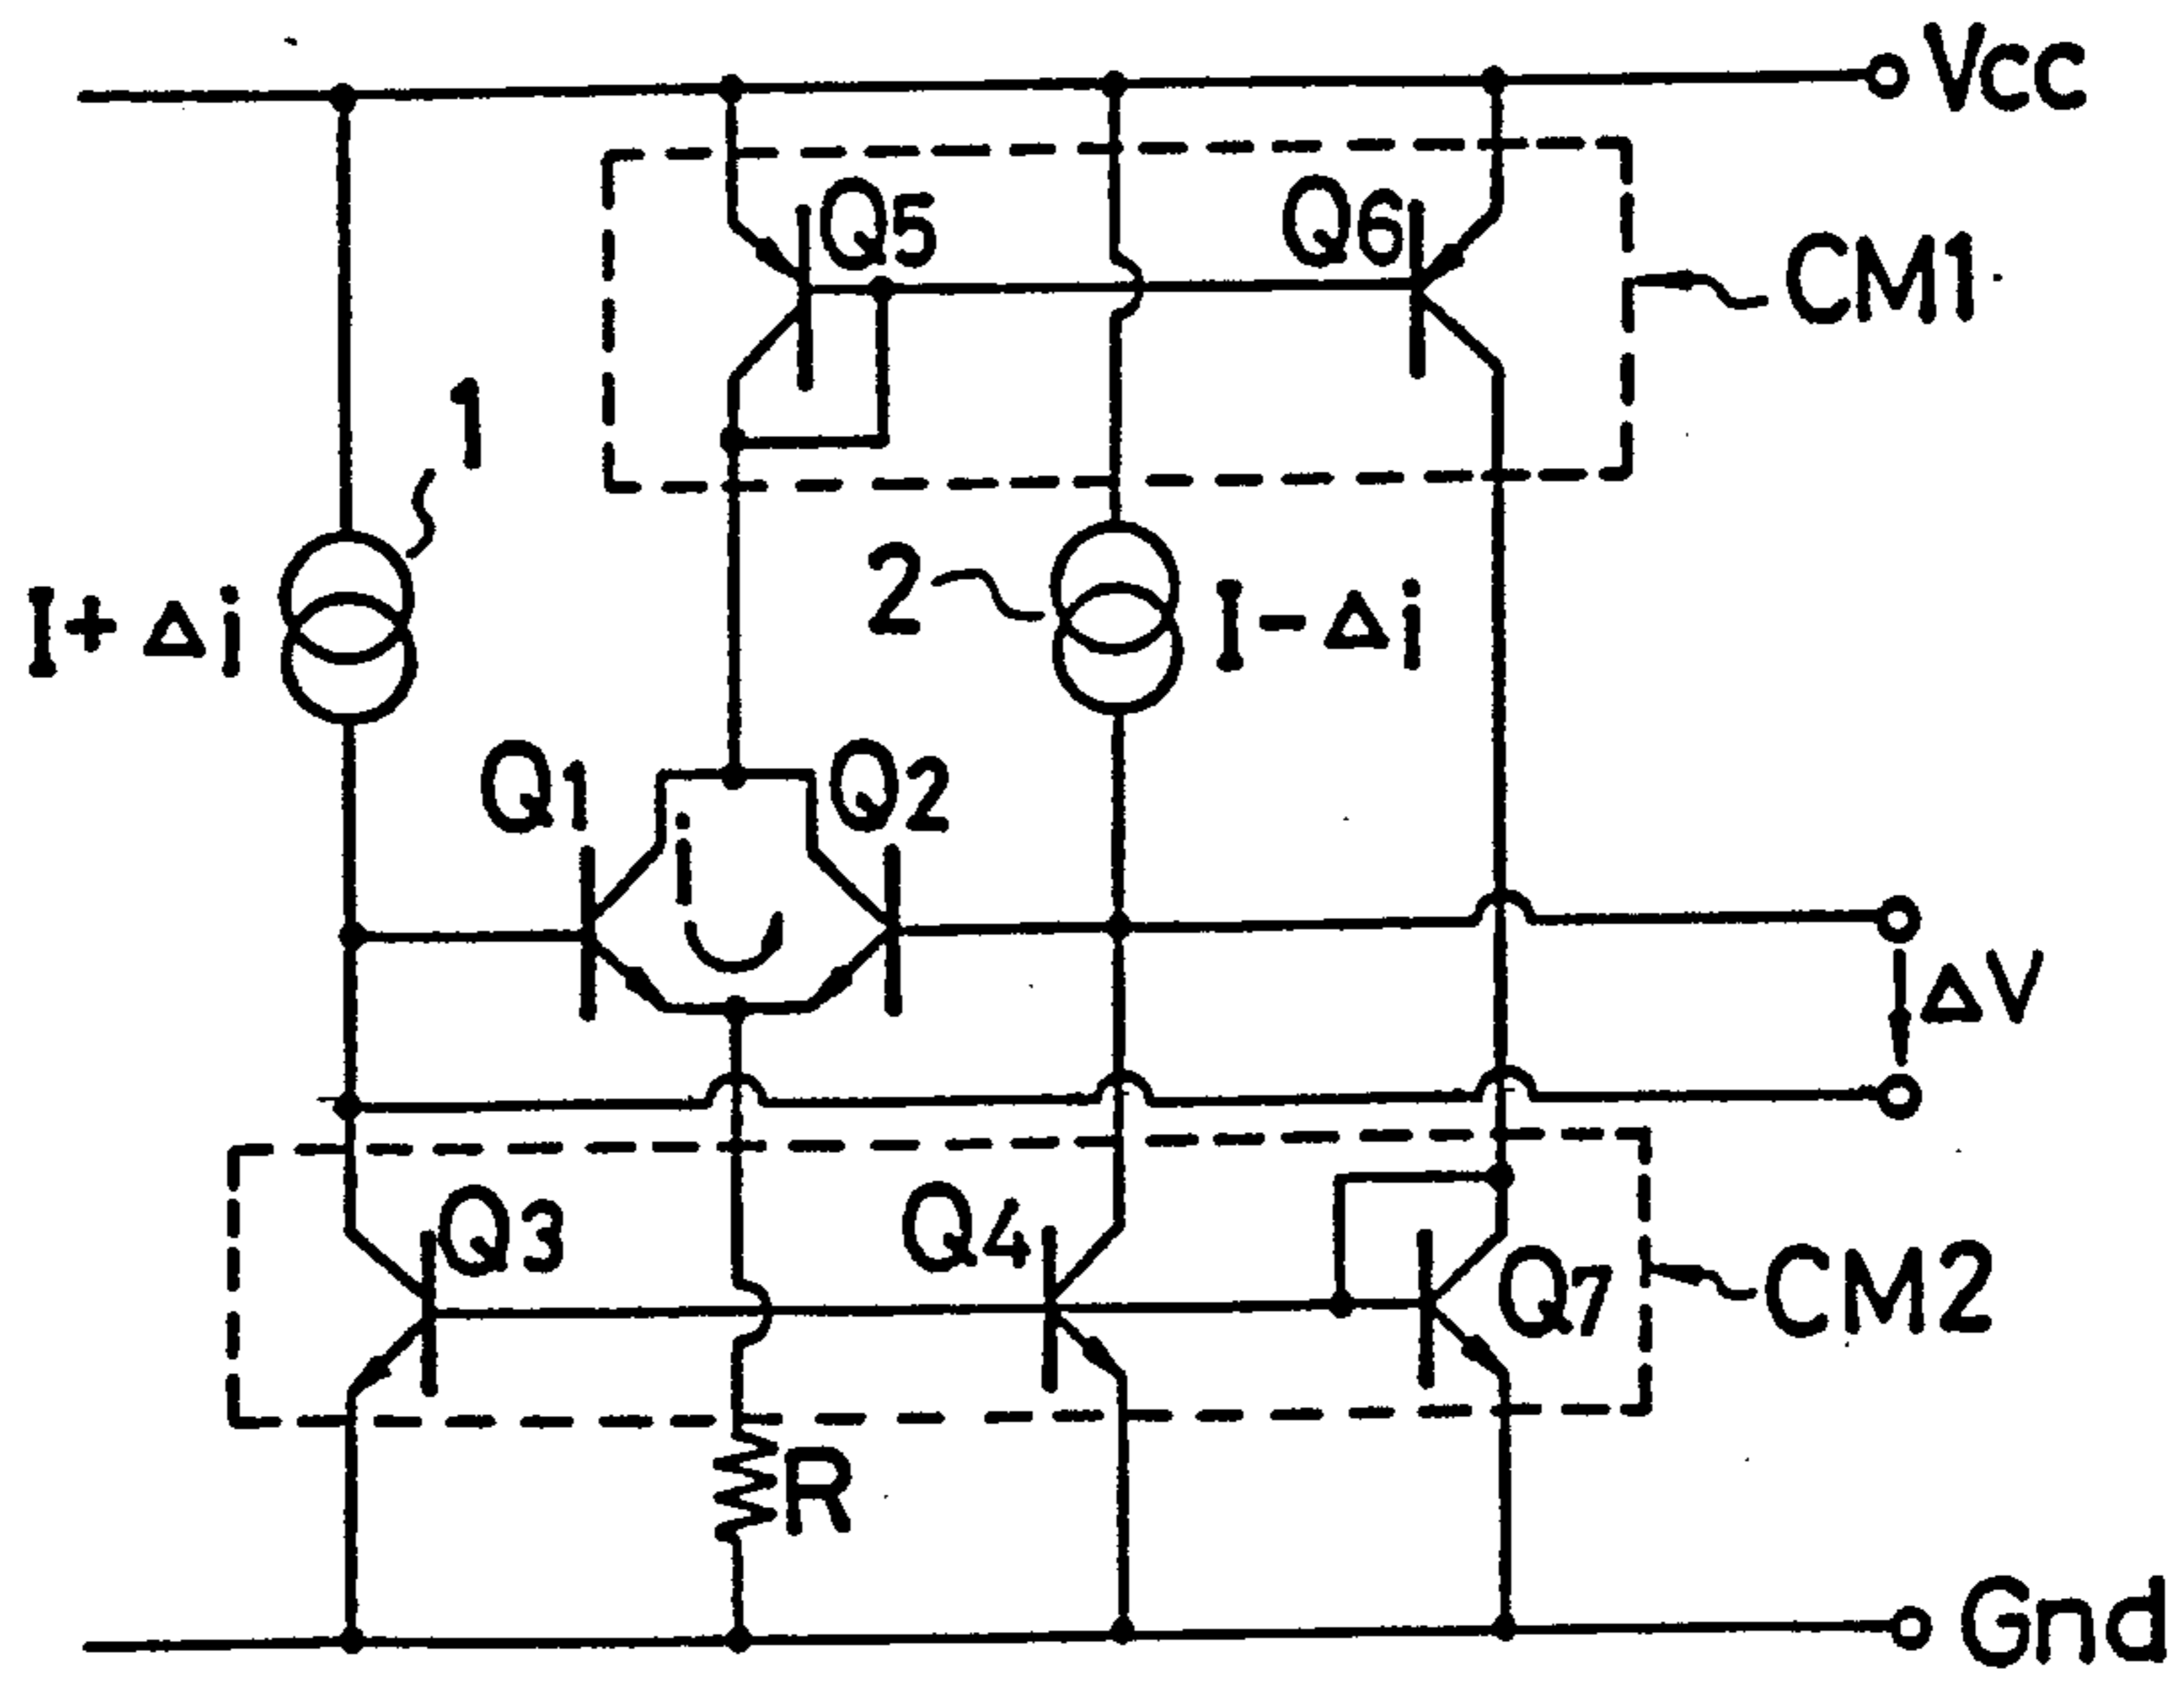 Vcc
Q5
Q6
CM1
1
I+ Δi
2
I- Δi
Q1
i
Q2
ΔV
Q3
Q4
Q7
CM2
R
Gnd